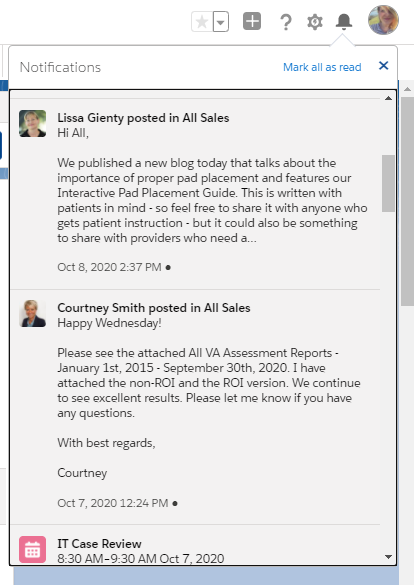 Notifications
Mark all as read
Lissa Gienty posted in All Sales
Hi All,
We published a new blog today that talks about the
importance of proper pad placement and features our
Interactive Pad Placement Guide. This is written with
patients in mind - so feel free to share it with anyone who
gets patient instruction - but it could also be something
to share with providers who need a...
Oct 8, 2020 2:37 PM
Courtney Smith posted in All Sales
Happy Wednesday!
Please see the attached All VA Assessment Reports -
January 1st, 2015 - September 30th, 2020. I have
attached the non-ROI and the ROI version. We continue
to see excellent results. Please let me know if you have
any questions.
With best regards,
Courtney
Oct 7, 2020 12:24 PM
IT Case Review
8:30 AM–9:30 AM Oct 7, 2020